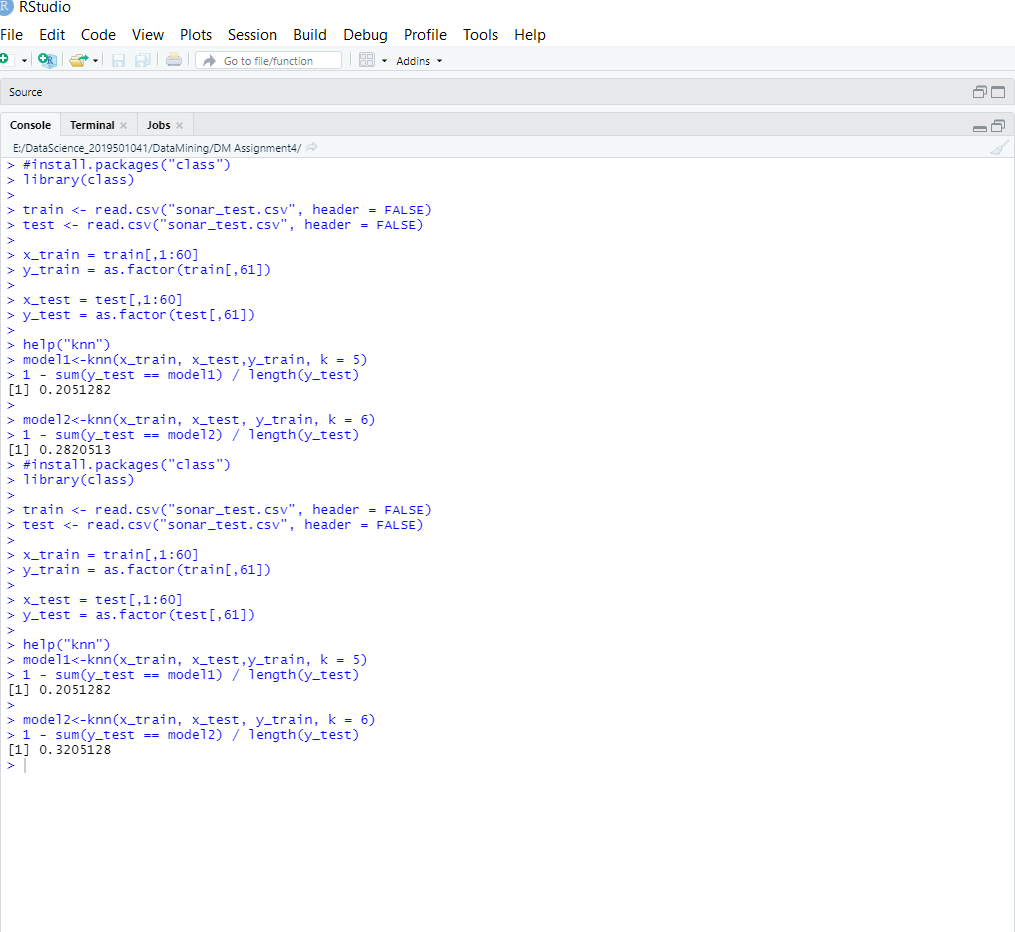 R RStudio
File Edit Code View Plots Session Build Debug Profile Tools Help
R Go to file/function Addins
Source
Console Terminal × Jobs ×
E:/DataScience_2019501041/DataMining/DM Assignment4/
> #install.packages("class")
> library(class)
>
> train <- read.csv("sonar_test.csv", header = FALSE)
> test <- read.csv("sonar_test.csv", header = FALSE)
>
> x_train = train[,1:60]
> y_train = as.factor(train[,61])
>
> x_test = test[,1:60]
> y_test = as.factor(test[,61])
>
> help("knn")
> model1<-knn(x_train, x_test,y_train, k = 5)
> 1 - sum(y_test == model1) / length(y_test)
[1] 0.2051282
>
> model2<-knn(x_train, x_test, y_train, k = 6)
> 1 - sum(y_test == model2) / length(y_test)
[1] 0.2820513
> #install.packages("class")
> library(class)
>
> train <- read.csv("sonar_test.csv", header = FALSE)
> test <- read.csv("sonar_test.csv", header = FALSE)
>
> x_train = train[,1:60]
> y_train = as.factor(train[,61])
>
> x_test = test[,1:60]
> y_test = as.factor(test[,61])
>
> help("knn")
> model1<-knn(x_train, x_test,y_train, k = 5)
> 1 - sum(y_test == model1) / length(y_test)
[1] 0.2051282
>
> model2<-knn(x_train, x_test, y_train, k = 6)
> 1 - sum(y_test == model2) / length(y_test)
[1] 0.3205128
>